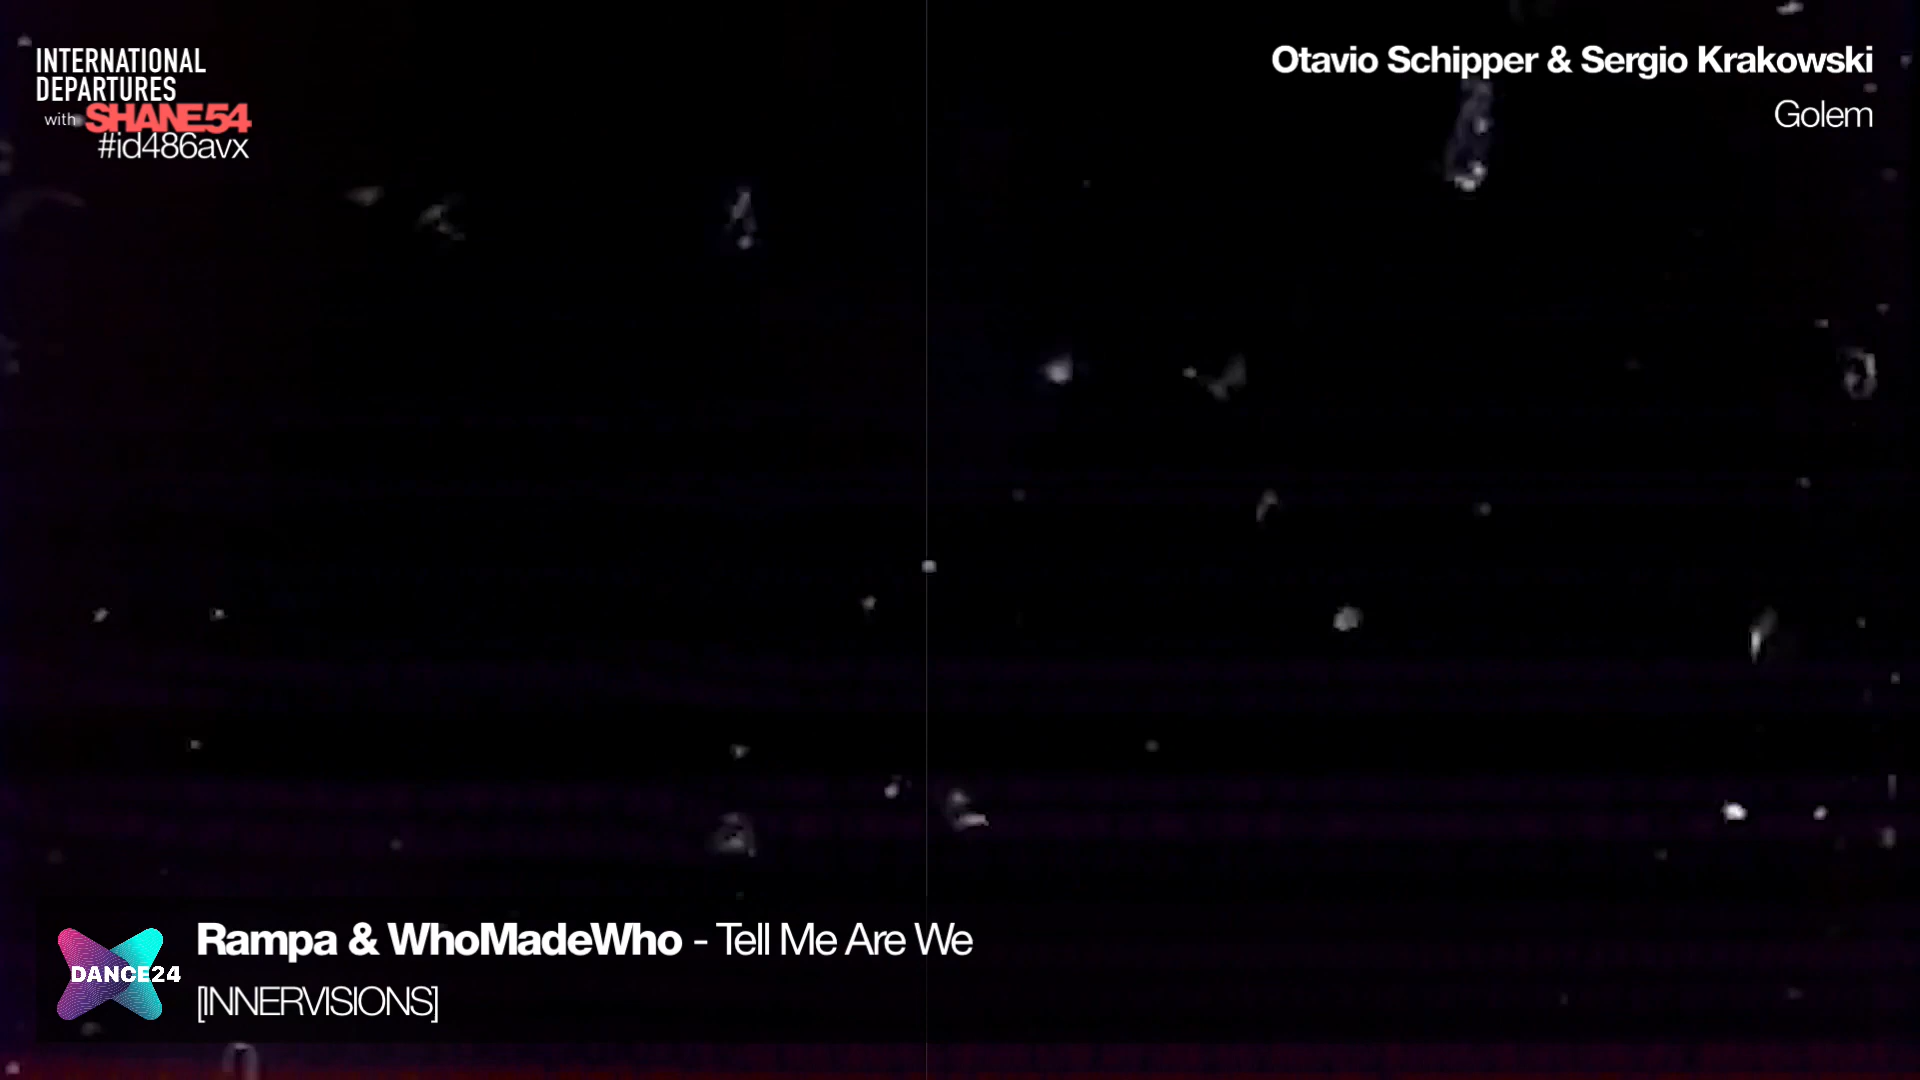 INTERNATIONAL
DEPARTURES
with SHANE54
#id486avx
Otavio Schipper & Sergio Krakowski
Golem
Rampa & WhoMadeWho - Tell Me Are We
DANCE24
[INNERVISIONS]